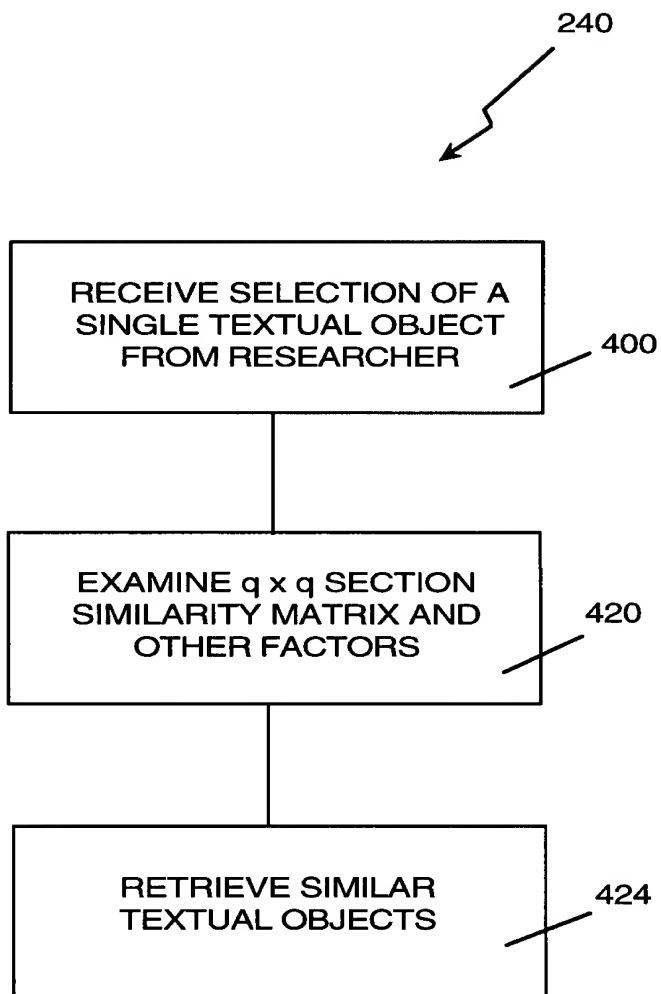 240
RECEIVE SELECTION OF A
SINGLE TEXTUAL OBJECT
FROM RESEARCHER
400
EXAMINE q x q SECTION
SIMILARITY MATRIX AND
OTHER FACTORS
420
RETRIEVE SIMILAR
TEXTUAL OBJECTS
424